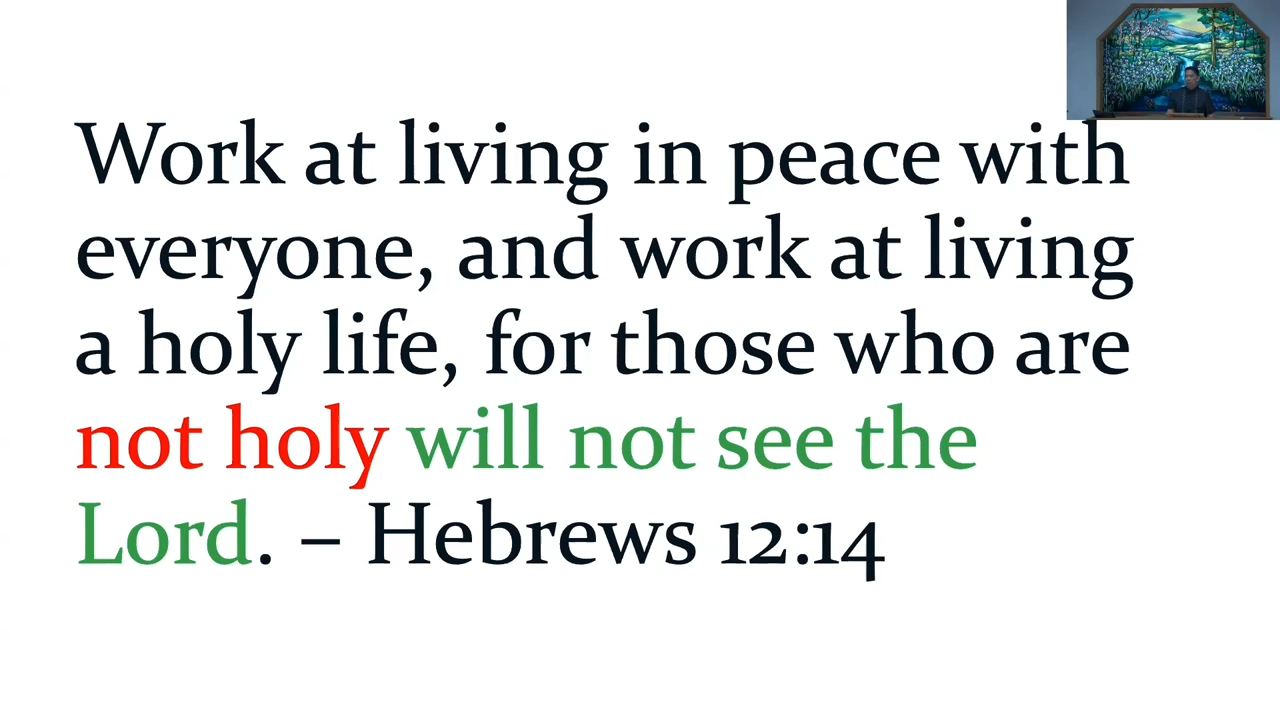 Work at living in peace with
everyone, and work at living
a holy life, for those who are
not holy will not see the
Lord. – Hebrews 12:14